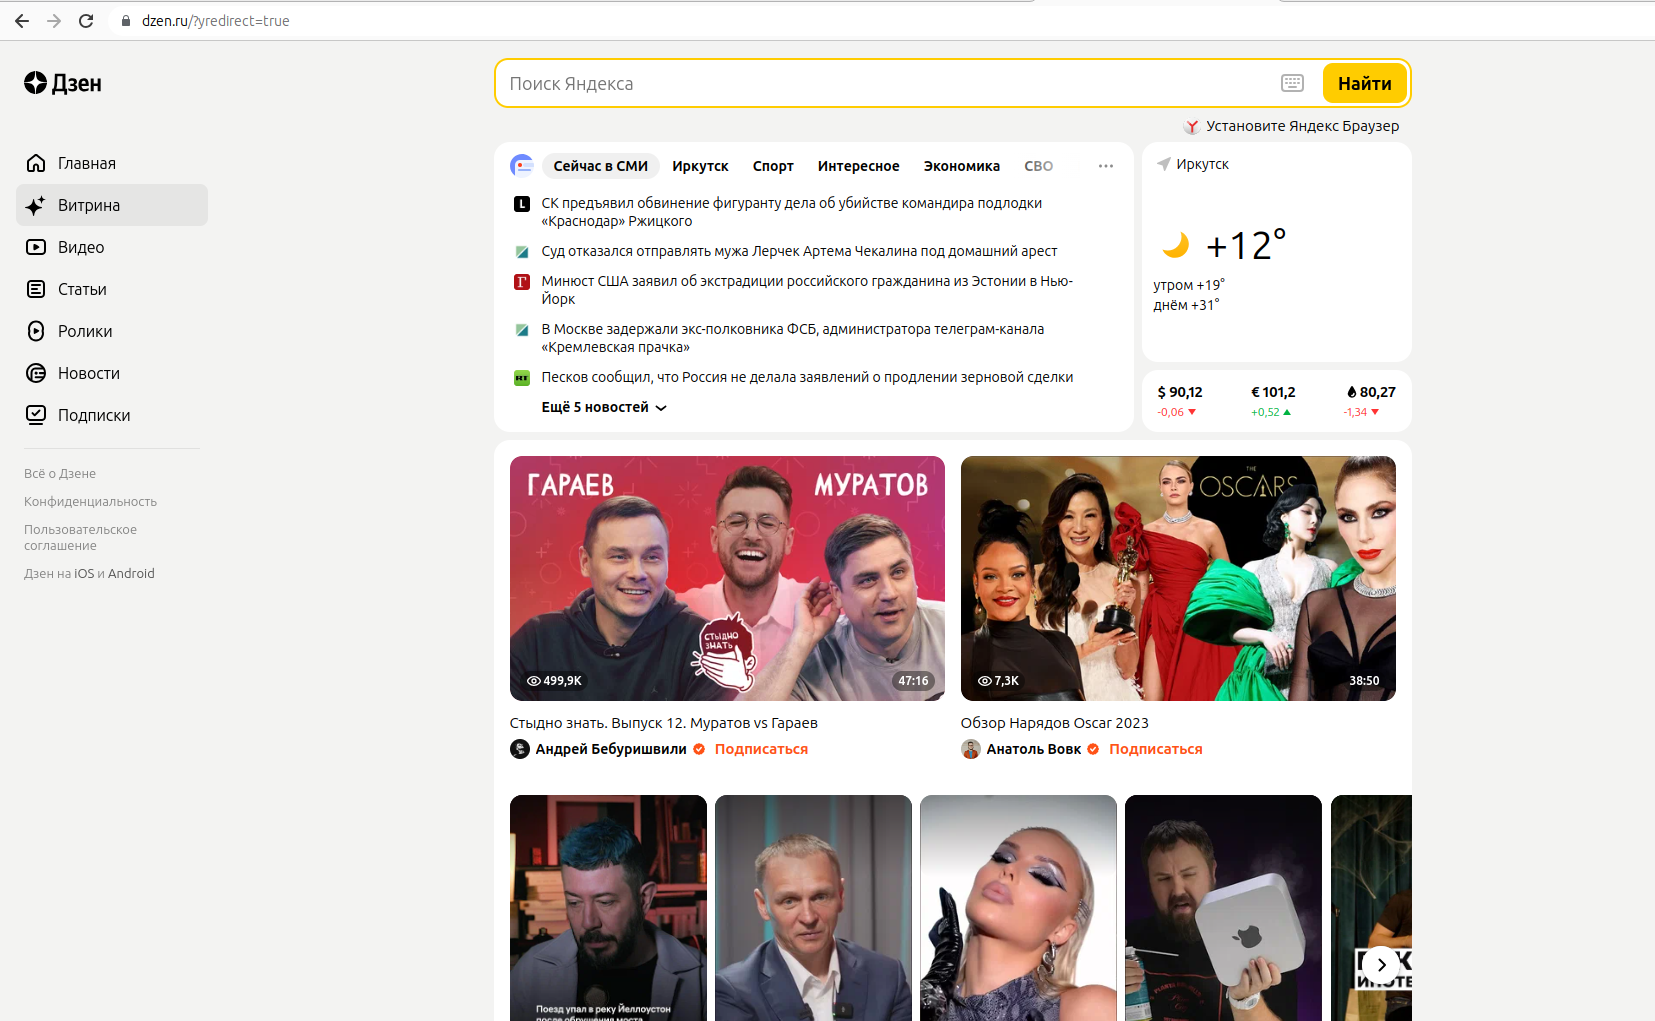 dzen.ru/?yredirect=true
Дзен
Поиск Яндекса
Найти
Установите Яндекс Браузер
Главная
Витрина
Видео
Статьи
Ролики
Новости
Подписки
Всё о Дзене
Конфиденциальность
Пользовательское
соглашение
Дзен на iOS и Android
Сейчас в СМИ Иркутск Спорт Интересное Экономика СВО
СК предъявил обвинение фигуранту дела об убийстве командира подлодки
«Краснодар» Ржицкого
Суд отказался отправлять мужа Лерчек Артема Чекалина под домашний арест
Минюст США заявил об экстрадиции российского гражданина из Эстонии в Нью-
Йорк
В Москве задержали экс-полковника ФСБ, администратора телеграм-канала
«Кремлевская прачка»
RT
Песков сообщил, что Россия не делала заявлений о продлении зерновой сделки
Ещё 5 новостей
Иркутск
+12°
утром +19°
днём +31°
$ 90,12 € 101,2 80,27
-0,06 +0,52 -1,34
ГАРАЕВ МУРАТОВ
СТЫДНО
ЗНАТЬ
499,9K 47:16
Стыдно знать. Выпуск 12. Муратов vs Гараев
Андрей Бебуришвили Подписаться
THE
OSCARS
7,3K 38:50
Обзор Нарядов Oscar 2023
Анатоль Вовк Подписаться
Поезд упал в реку Йеллоустон
после обрушения моста